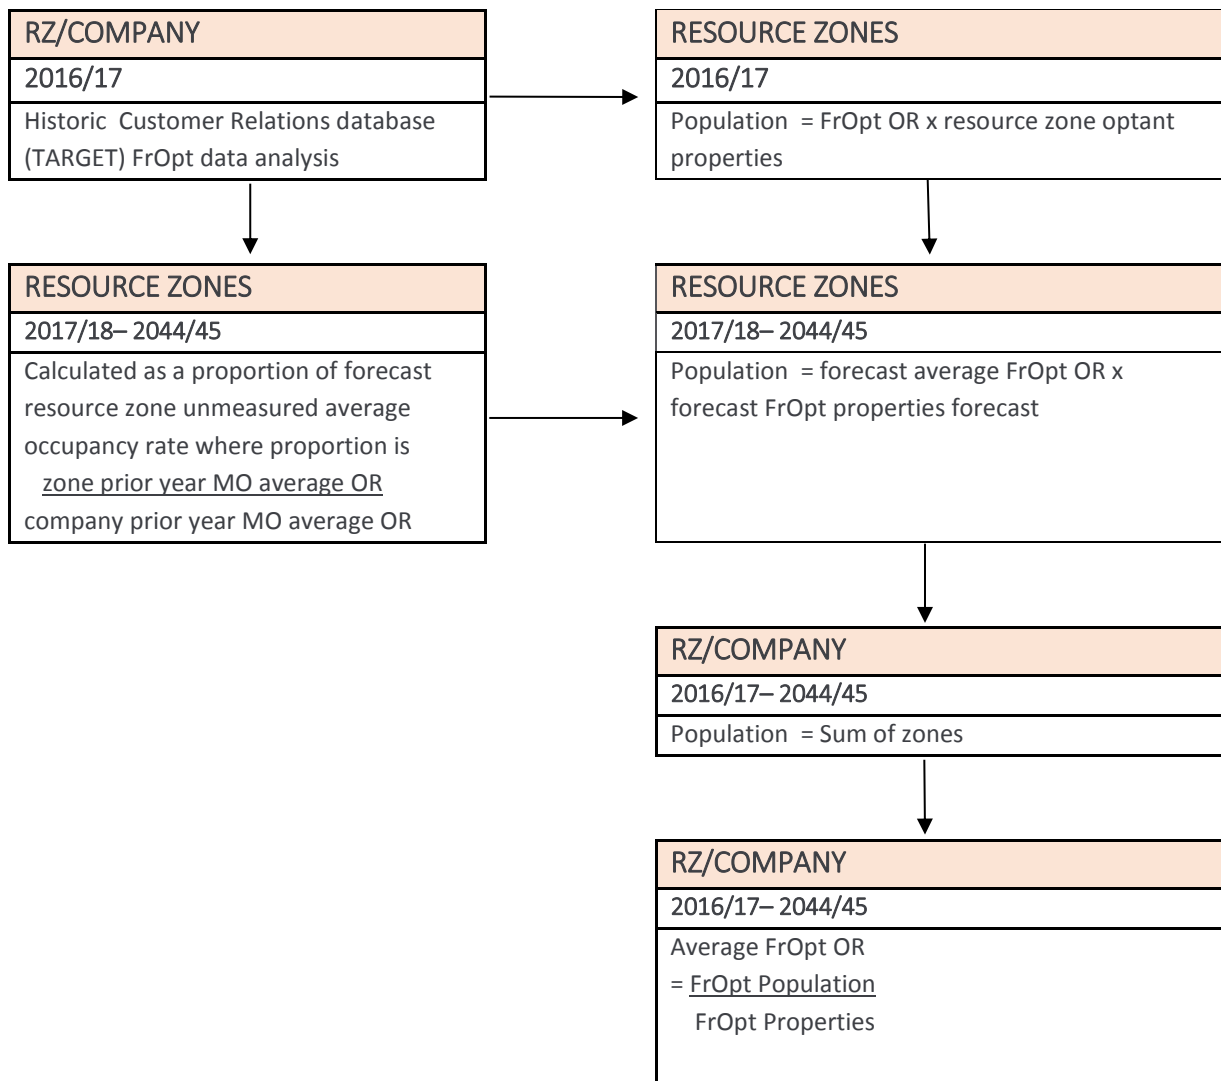 RZ/COMPANY
2016/17
Historic  Customer Relations database
(TARGET) FrOpt data analysis
RESOURCE ZONES
2016/17
Population  = FrOpt OR x resource zone optant
properties
RESOURCE ZONES
2017/18– 2044/45
Calculated as a proportion of forecast
resource zone unmeasured average
occupancy rate where proportion is
zone prior year MO average OR
company prior year MO average OR
RESOURCE ZONES
2017/18– 2044/45
Population  = forecast average FrOpt OR x
forecast FrOpt properties forecast
RZ/COMPANY
2016/17– 2044/45
Population  = Sum of zones
RZ/COMPANY
2016/17– 2044/45
Average FrOpt OR
= FrOpt Population
FrOpt Properties